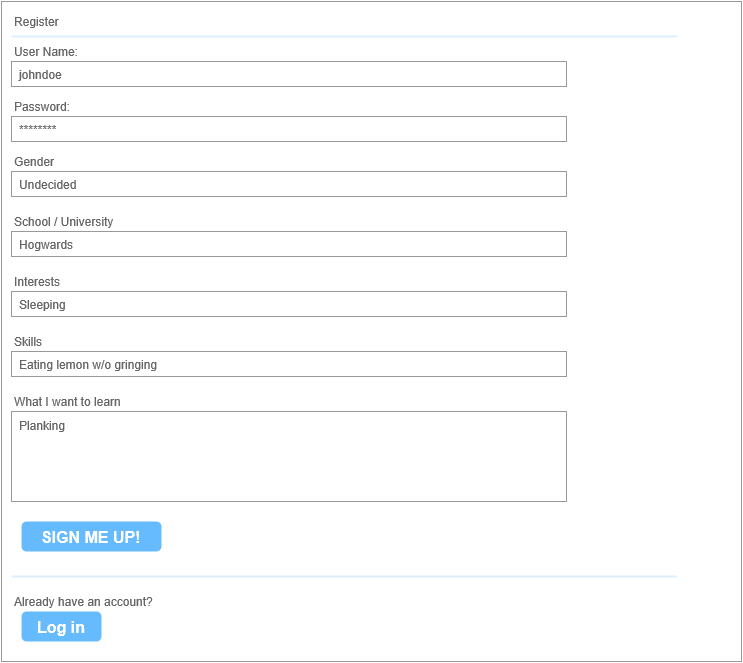 Register
User Name:
johndoe
Password:
********
Gender
Undecided
School / University
Hogwards
Interests
Sleeping
Skills
Eating lemon w/o gringing
What I want to learn
Planking
SIGN ME UP!
Already have an account?
Log in